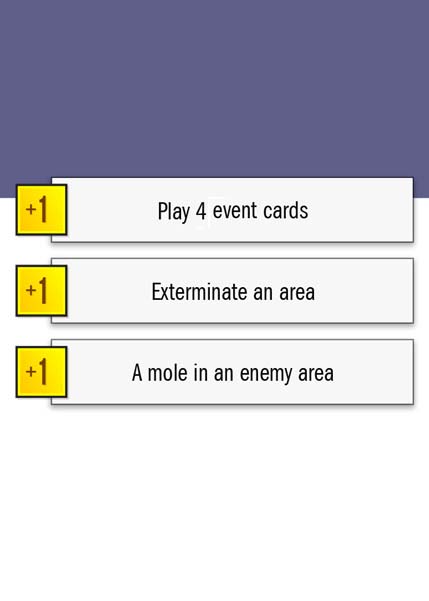 +1 Play 4 event cards
+1 Exterminate an area
+1 A mole in an enemy area